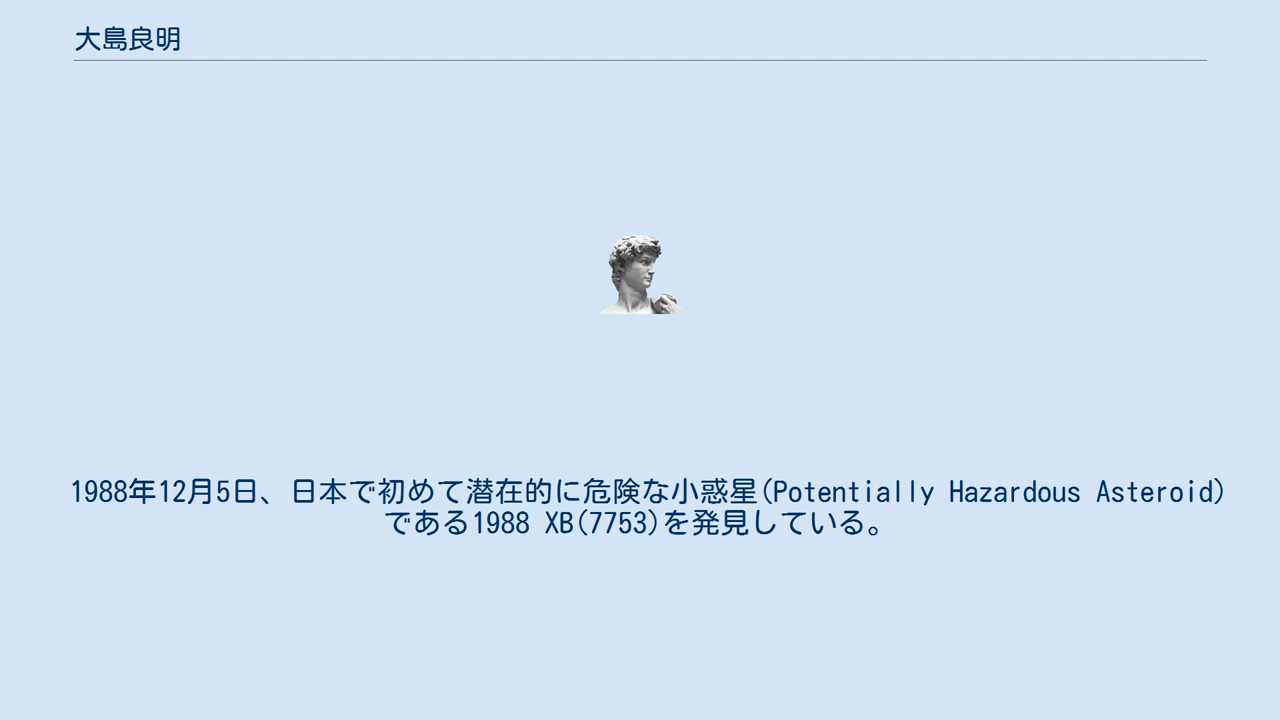 大島良明
1988年12月5日、日本で初めて潜在的に危険な小惑星(Potentially Hazardous Asteroid)
である1988 XB(7753)を発見している。